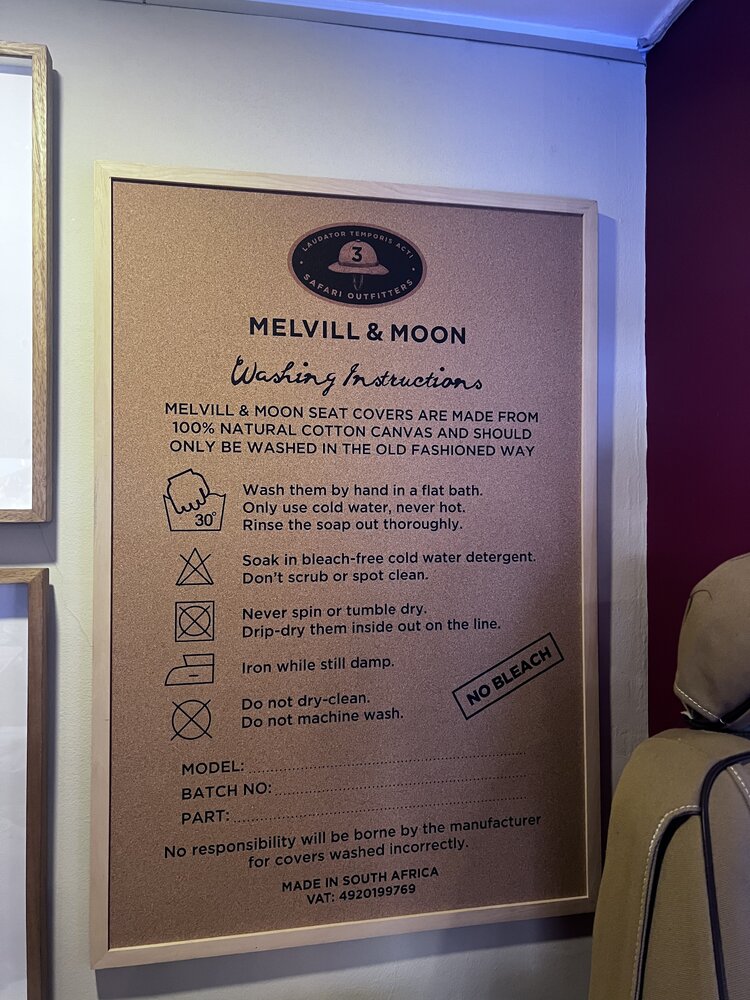 LAUDATOR TEMPORIS ACTI
3
SAFARI OUTFITTERS
MELVILL & MOON
Washing Instructions
MELVILL & MOON SEAT COVERS ARE MADE FROM
100% NATURAL COTTON CANVAS AND SHOULD
ONLY BE WASHED IN THE OLD FASHIONED WAY
30°
Wash them by hand in a flat bath.
Only use cold water, never hot.
Rinse the soap out thoroughly.
Soak in bleach-free cold water detergent.
Don't scrub or spot clean.
Never spin or tumble dry.
Drip-dry them inside out on the line.
Iron while still damp.
NO BLEACH
Do not dry-clean.
Do not machine wash.
MODEL:
BATCH NO:
PART:
No responsibility will be borne by the manufacturer
for covers washed incorrectly.
MADE IN SOUTH AFRICA
VAT: 4920199769